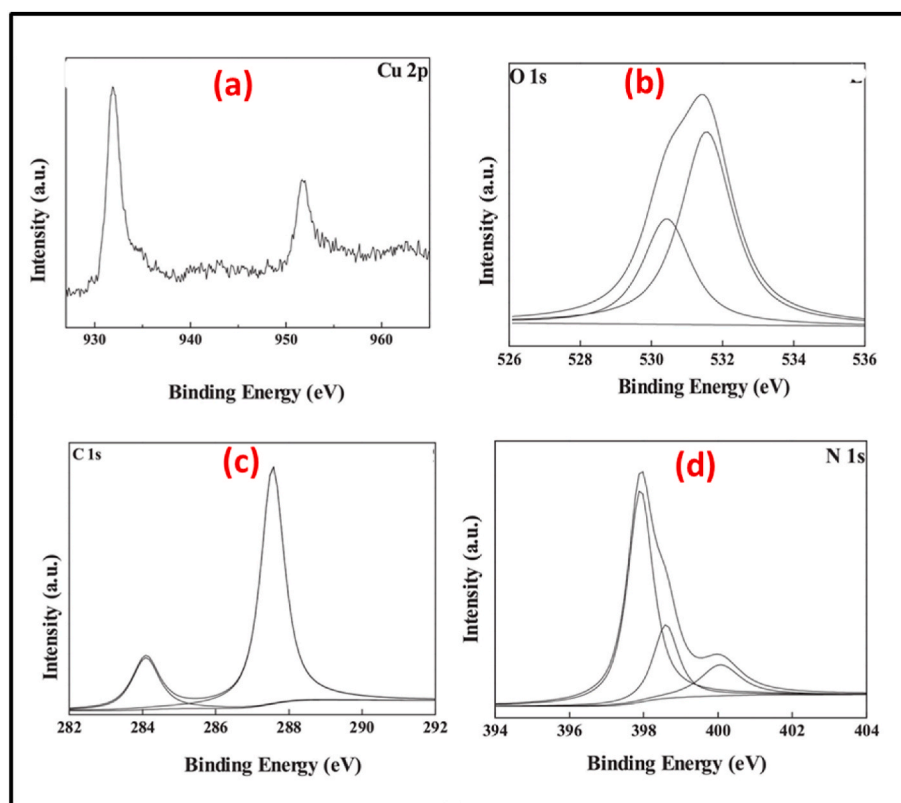 (a)
Cu 2p
Intensity (a.u.)
930 940 950 960
Binding Energy (eV)
O 1s
(b)
Intensity (a.u.)
526 528 530 532 534 536
Binding Energy (eV)
C 1s
(c)
Intensity (a.u.)
282 284 286 288 290 292
Binding Energy (eV)
(d)
N 1s
Intensity (a.u.)
394 396 398 400 402 404
Binding Energy (eV)